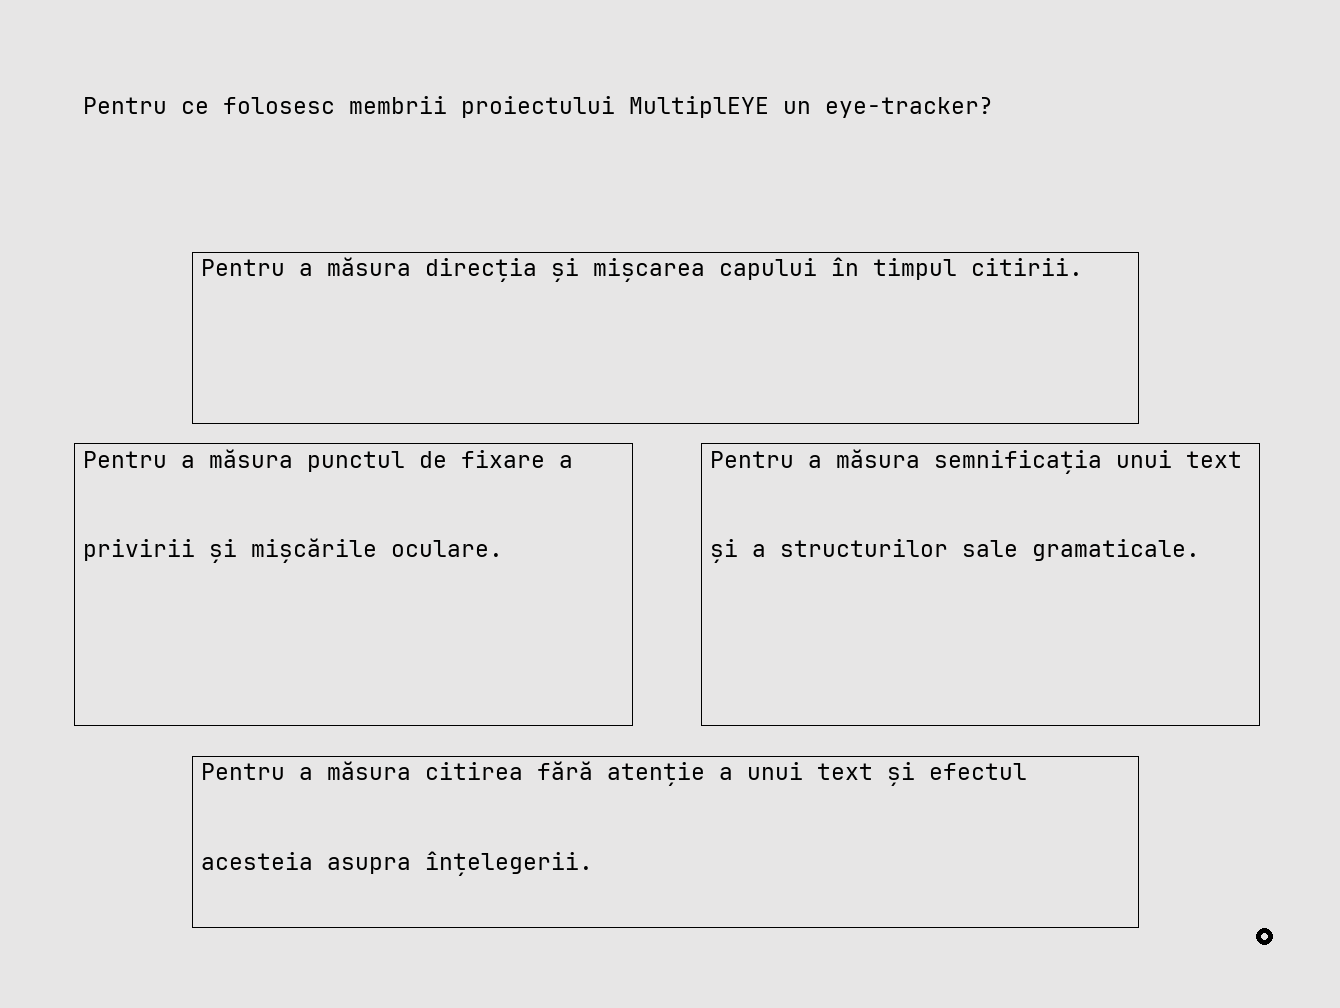 Pentru ce folosesc membrii proiectului MultiplEYE un eye-tracker?
Pentru a măsura direcția și mișcarea capului în timpul citirii.
Pentru a măsura punctul de fixare a
privirii și mișcările oculare.
Pentru a măsura semnificația unui text
și a structurilor sale gramaticale.
Pentru a măsura citirea fără atenție a unui text și efectul
acesteia asupra înțelegerii.